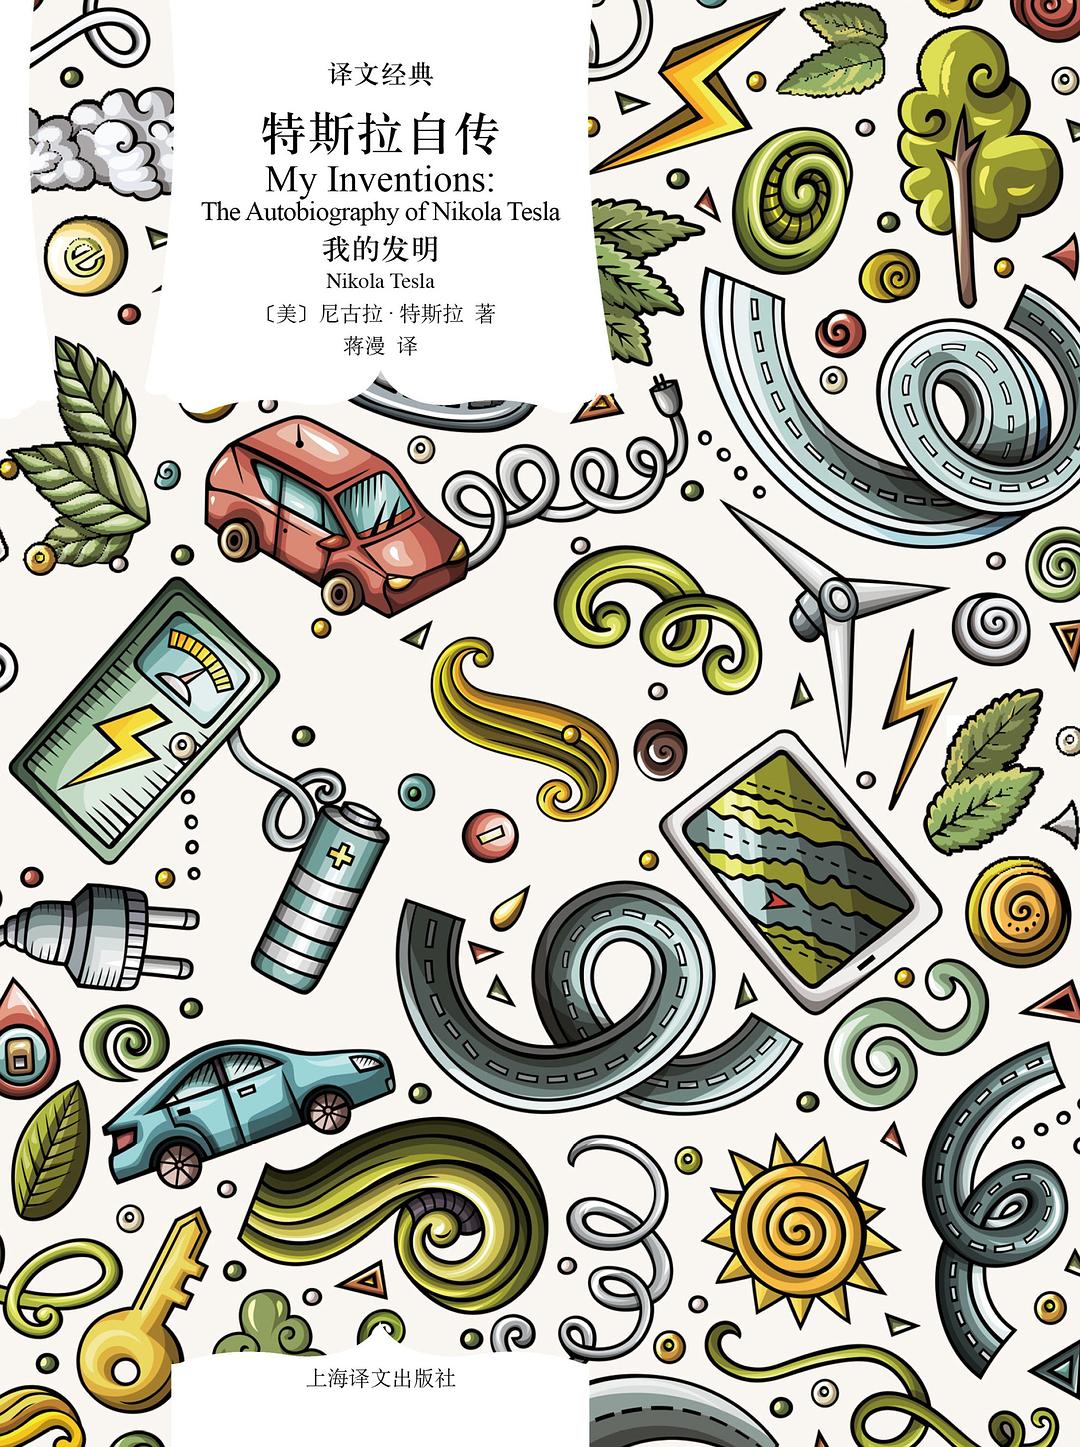 译文经典
特斯拉自传
My Inventions:
The Autobiography of Nikola Tesla
我的发明
Nikola Tesla
〔美〕尼古拉·特斯拉 著
蒋漫 译
e
上海译文出版社